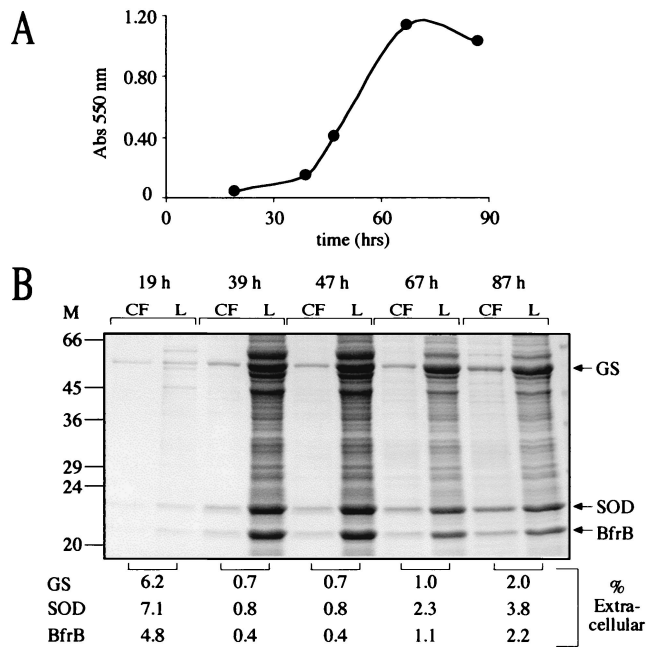 A
1.20
0.80
0.40
0
Abs 550 nm
0 30 60 90
time (hrs)
B
19 h 39 h 47 h 67 h 87 h
M CF L CF L CF L CF L CF L
66
45
36
29
24
20
GS
SOD
BfrB
GS 6.2 0.7 0.7 1.0 2.0
SOD 7.1 0.8 0.8 2.3 3.8
BfrB 4.8 0.4 0.4 1.1 2.2
%
Extra-
cellular